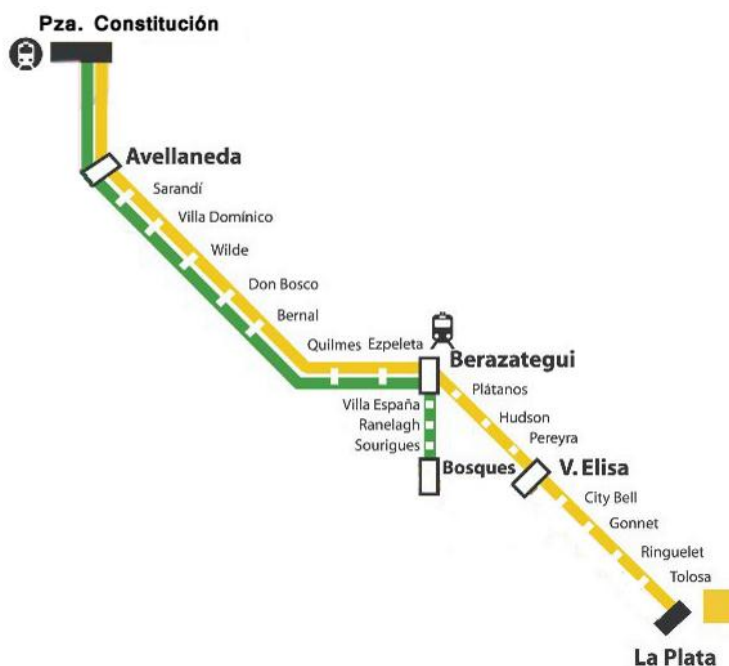 Pza. Constitución
Avellaneda
Sarandí
Villa Domínico
Wilde
Don Bosco
Bernal
Quilmes
Ezpeleta
Berazategui
Villa España
Ranelagh
Sourigues
Bosques
Plátanos
Hudson
Pereyra
V. Elisa
City Bell
Gonnet
Ringuelet
Tolosa
La Plata